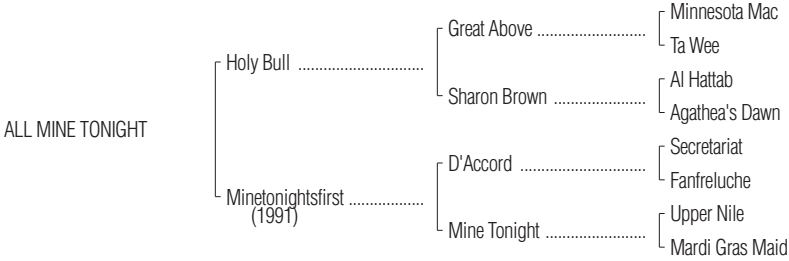 Minnesota Mac
Great Above ............................
Ta Wee
Holy Bull ................................
Al Hattab
Sharon Brown ........................
Agathea's Dawn
ALL MINE TONIGHT
Secretariat
D'Accord ................................
Fanfreluche
Minetonightsfirst ...................
(1991)
Upper Nile
Mine Tonight ..........................
Mardi Gras Maid